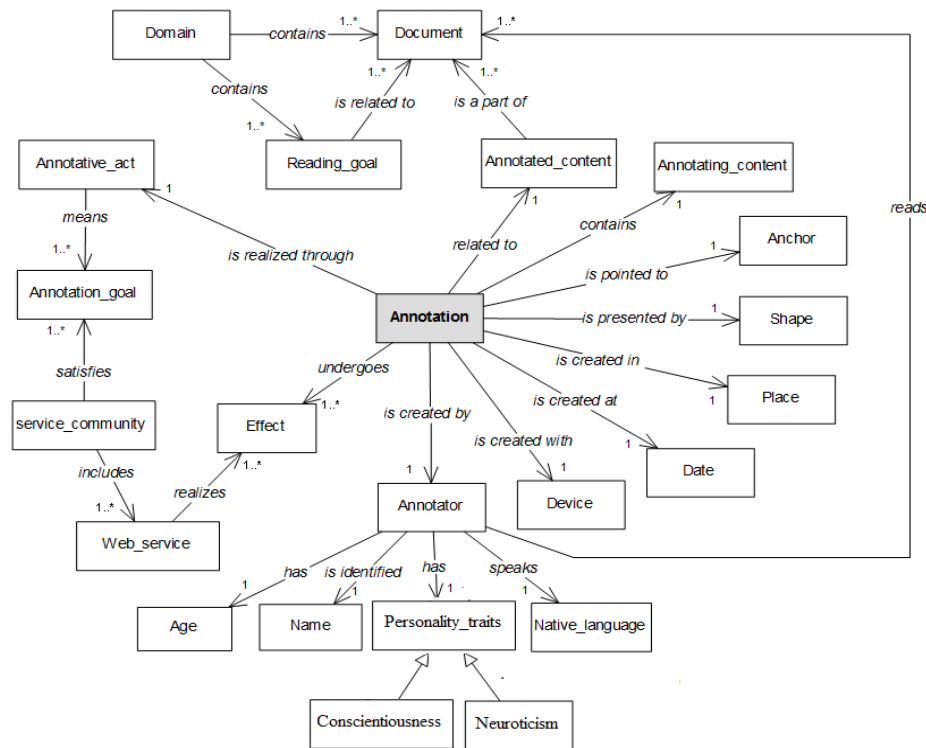 Domain
contains
1..*
Document
1..*
contains
1..*
is related to
1..*
is a part of
1..*
Annotative_act
Reading_goal
Annotated_content
Annotating_content
1
means
1..*
is realized through
related to
1
contains
1
reads
Anchor
1
is pointed to
Annotation_goal
1..*
Annotation
is presented by
1
Shape
satisfies
undergoes
1..*
is created in
1
Place
service_community
Effect
1..*
is created by
1
is created at
1
Date
includes
1..*
realizes
is created with
1
Device
Web_service
Annotator
has
1
is identified
1
has
1
speaks
1
Age
Name
Personality_traits
Native_language
Conscientiousness
Neuroticism